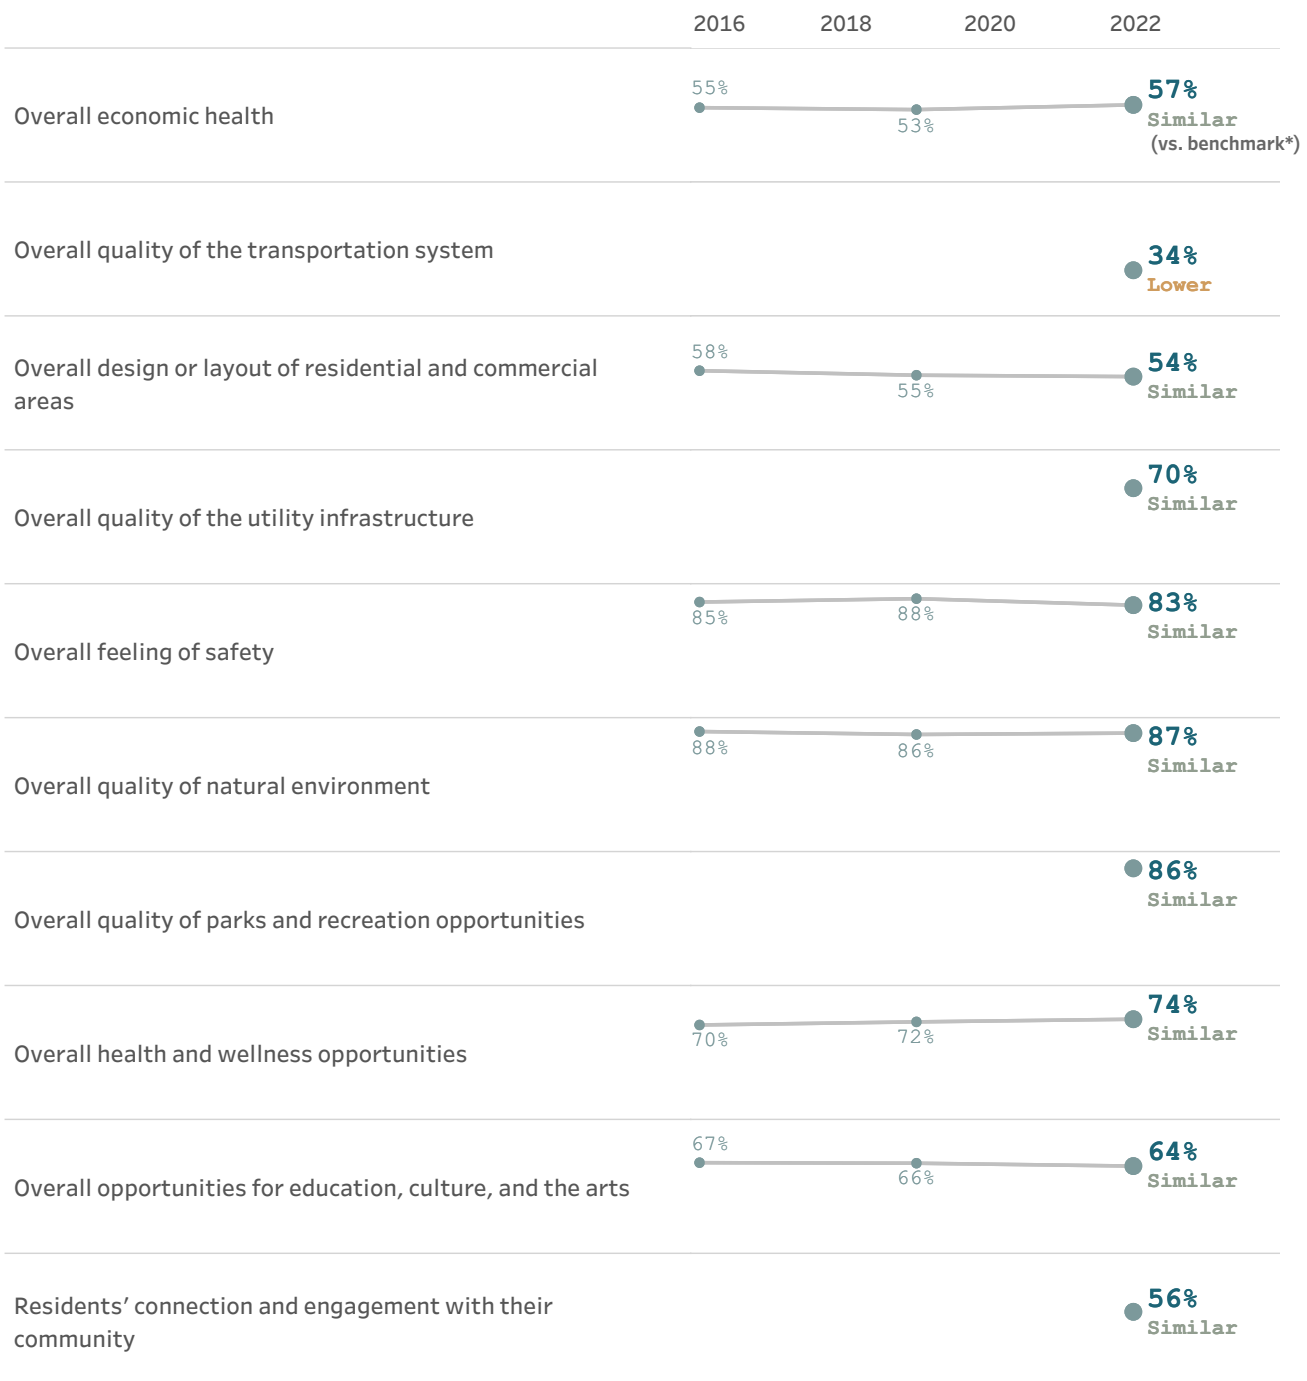 2016 2018 2020 2022
Overall economic health
55%
53%
57%
Similar
(vs. benchmark*)
Overall quality of the transportation system
34%
Lower
Overall design or layout of residential and commercial
areas
58%
55%
54%
Similar
Overall quality of the utility infrastructure
70%
Similar
Overall feeling of safety
85%
88%
83%
Similar
Overall quality of natural environment
88%
86%
87%
Similar
Overall quality of parks and recreation opportunities
86%
Similar
Overall health and wellness opportunities
70%
72%
74%
Similar
Overall opportunities for education, culture, and the arts
67%
66%
64%
Similar
Residents’ connection and engagement with their
community
56%
Similar